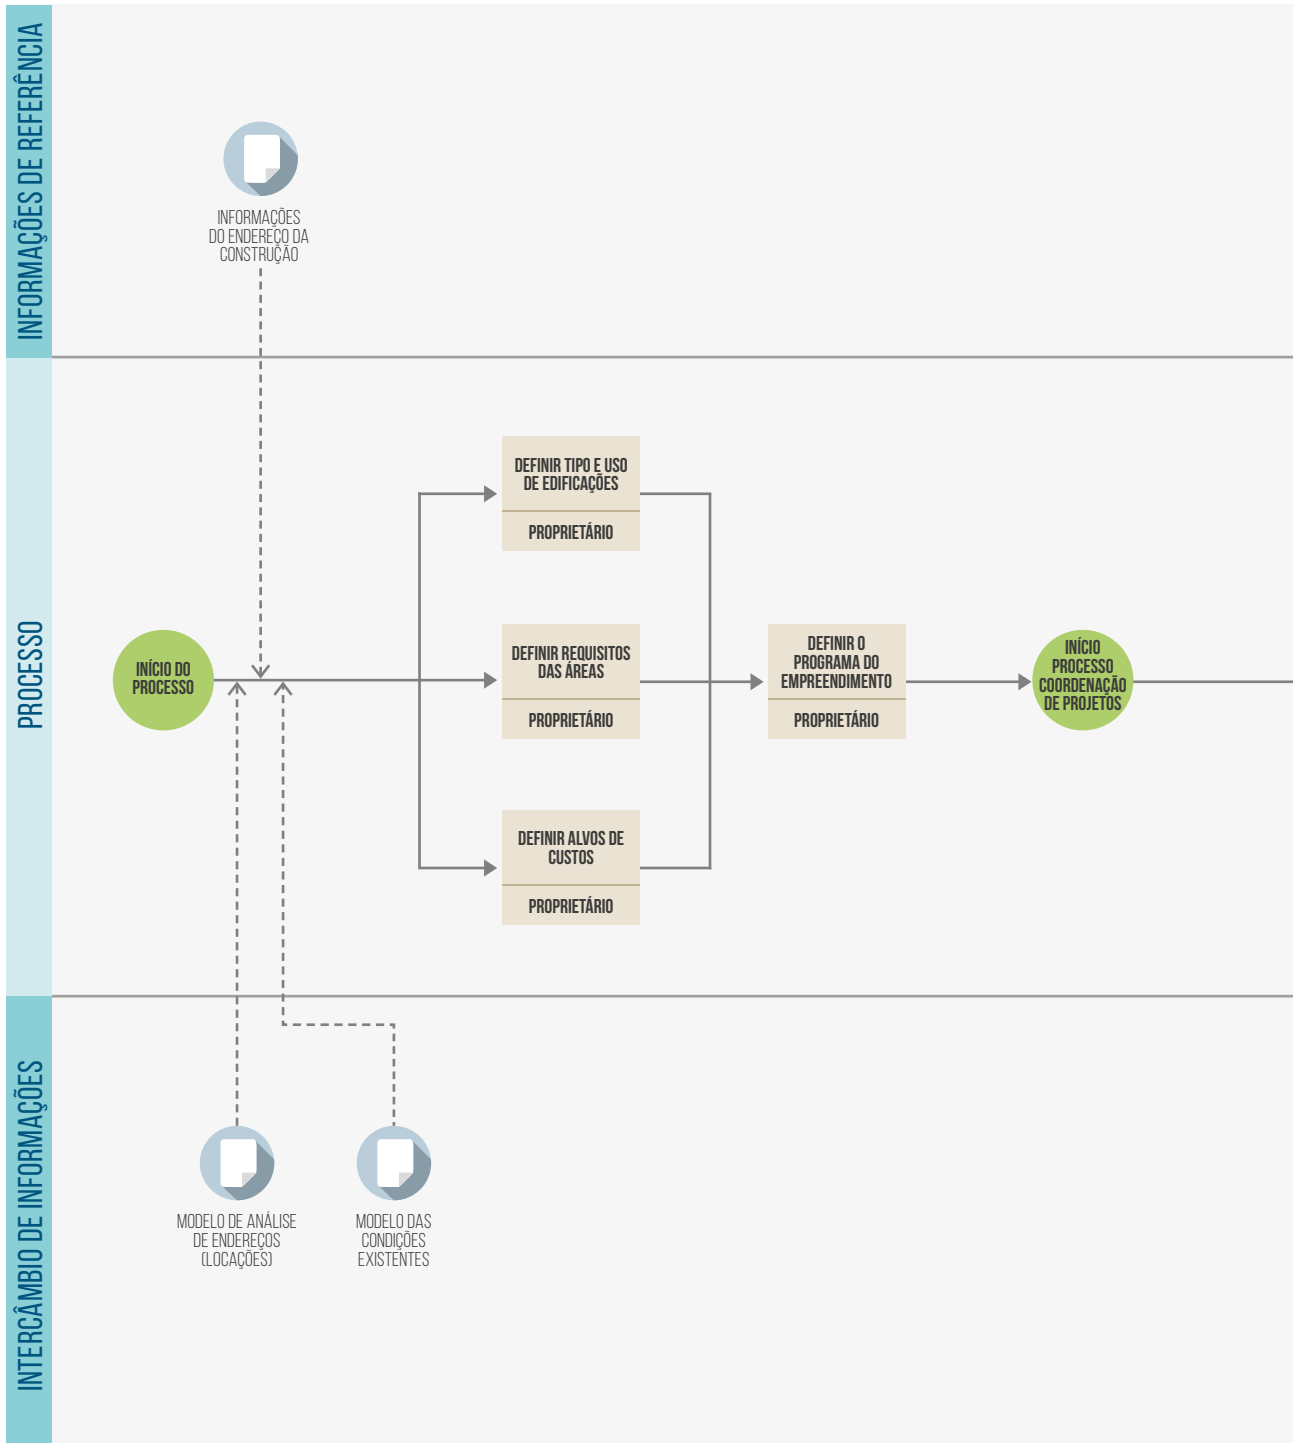 INFORMAÇÕES DE REFERÊNCIA
INFORMAÇÕES
DO ENDEREÇO DA
CONSTRUÇÃO
PROCESSO
INÍCIO DO
PROCESSO
DEFINIR TIPO E USO
DE EDIFICAÇÕES
PROPRIETÁRIO
DEFINIR REQUISITOS
DAS ÁREAS
PROPRIETÁRIO
DEFINIR ALVOS DE
CUSTOS
PROPRIETÁRIO
DEFINIR O
PROGRAMA DO
EMPREENDIMENTO
PROPRIETÁRIO
INÍCIO
PROCESSO
COORDENAÇÃO
DE PROJETOS
INTERCÂMBIO DE INFORMAÇÕES
MODELO DE ANÁLISE
DE ENDEREÇOS
(LOCAÇÕES)
MODELO DAS
CONDIÇÕES
EXISTENTES